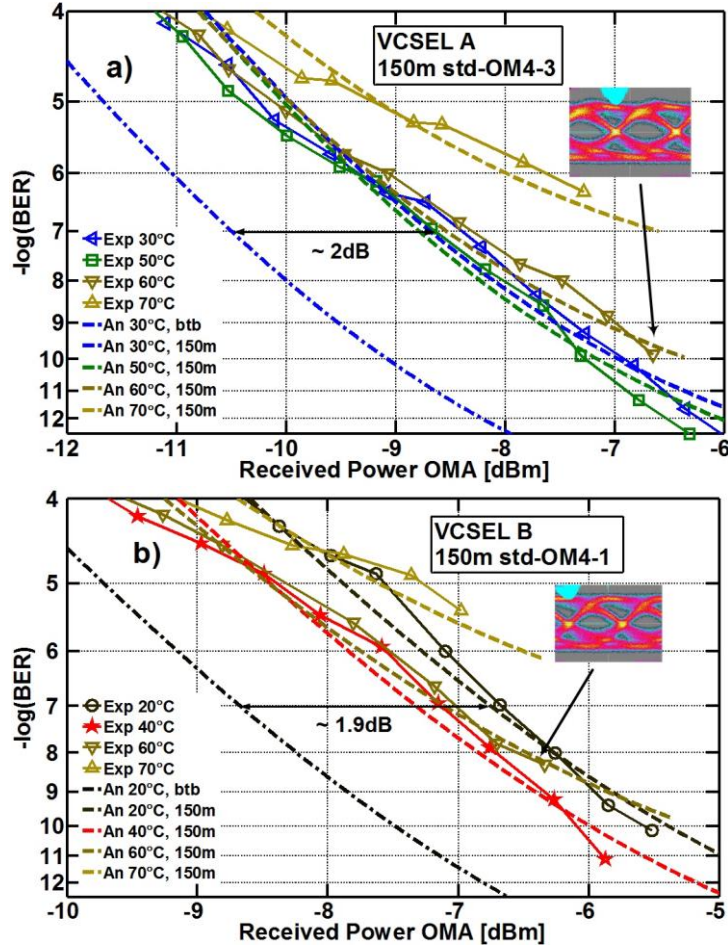 a)
VCSEL A
150m std-OM4-3
4
5
6
7
8
9
10
11
12
-log(BER)
~ 2dB
Exp 30°C
Exp 50°C
Exp 60°C
Exp 70°C
An 30°C, btb
An 30°C, 150m
An 50°C, 150m
An 60°C, 150m
An 70°C, 150m
-12 -11 -10 -9 -8 -7 -6
Received Power OMA [dBm]
b)
VCSEL B
150m std-OM4-1
4
5
6
7
8
9
10
11
12
-log(BER)
~ 1.9dB
Exp 20°C
Exp 40°C
Exp 60°C
Exp 70°C
An 20°C, btb
An 20°C, 150m
An 40°C, 150m
An 60°C, 150m
An 70°C, 150m
-10 -9 -8 -7 -6 -5
Received Power OMA [dBm]